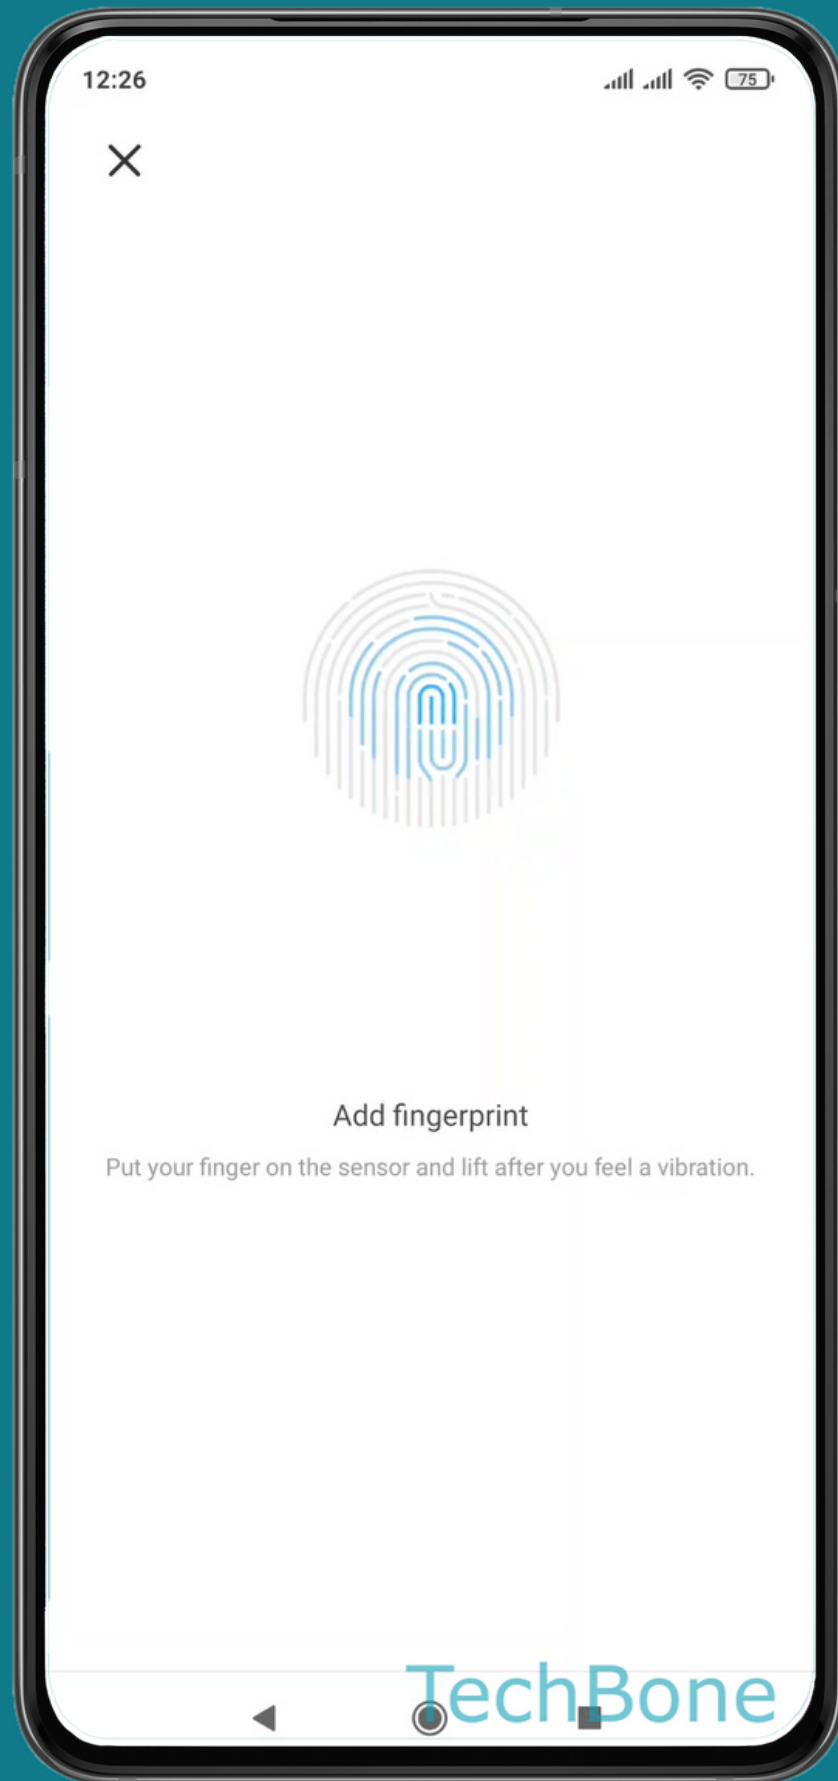 12:26
75
Add fingerprint
Put your finger on the sensor and lift after you feel a vibration.
TechBone